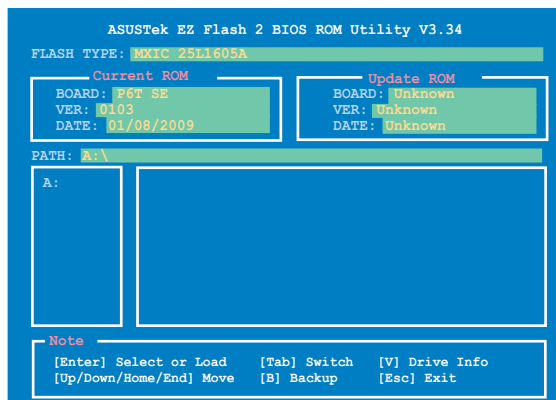 ASUSTek EZ Flash 2 BIOS ROM Utility V3.34
FLASH TYPE: MXIC 25L1605A
Current ROM
BOARD: P6T SE
VER: 0103
DATE: 01/08/2009
Update ROM
BOARD: Unknown
VER: Unknown
DATE: Unknown
PATH: A:\
A:
Note
[Enter] Select or Load [Tab] Switch [V] Drive Info
[Up/Down/Home/End] Move [B] Backup [Esc] Exit